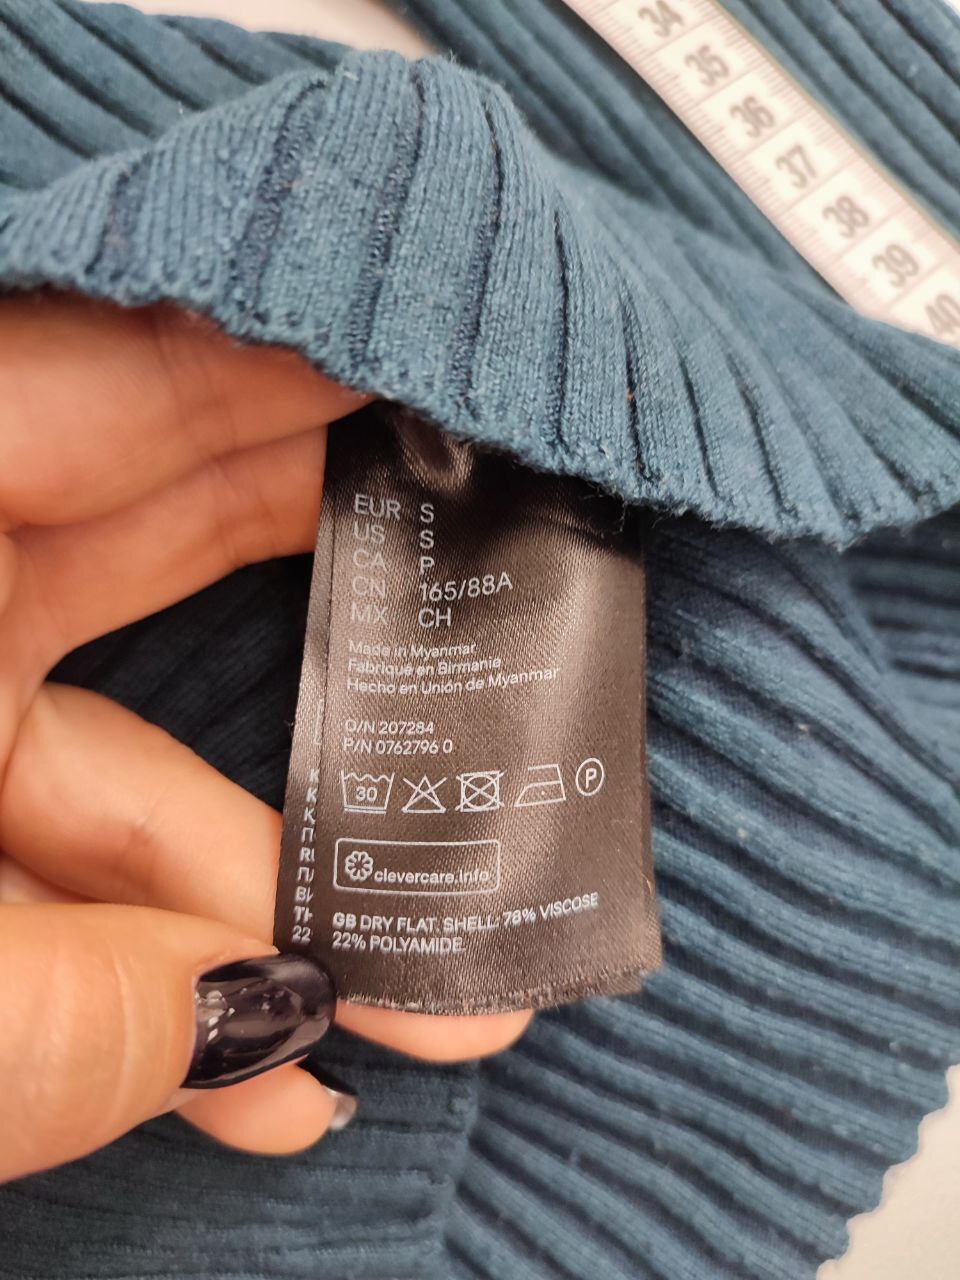 34
35
36
37
38
39
40
EUR S
US S
CA P
CN 165/88A
MX CH
Made in Myanmar
Fabriqué en Birmanie
Hecho en Unión de Myanmar
O/N 207284
P/N 0762796 0
30
P
clevercare.info
GB DRY FLAT. SHELL: 78% VISCOSE
22% POLYAMIDE.
22